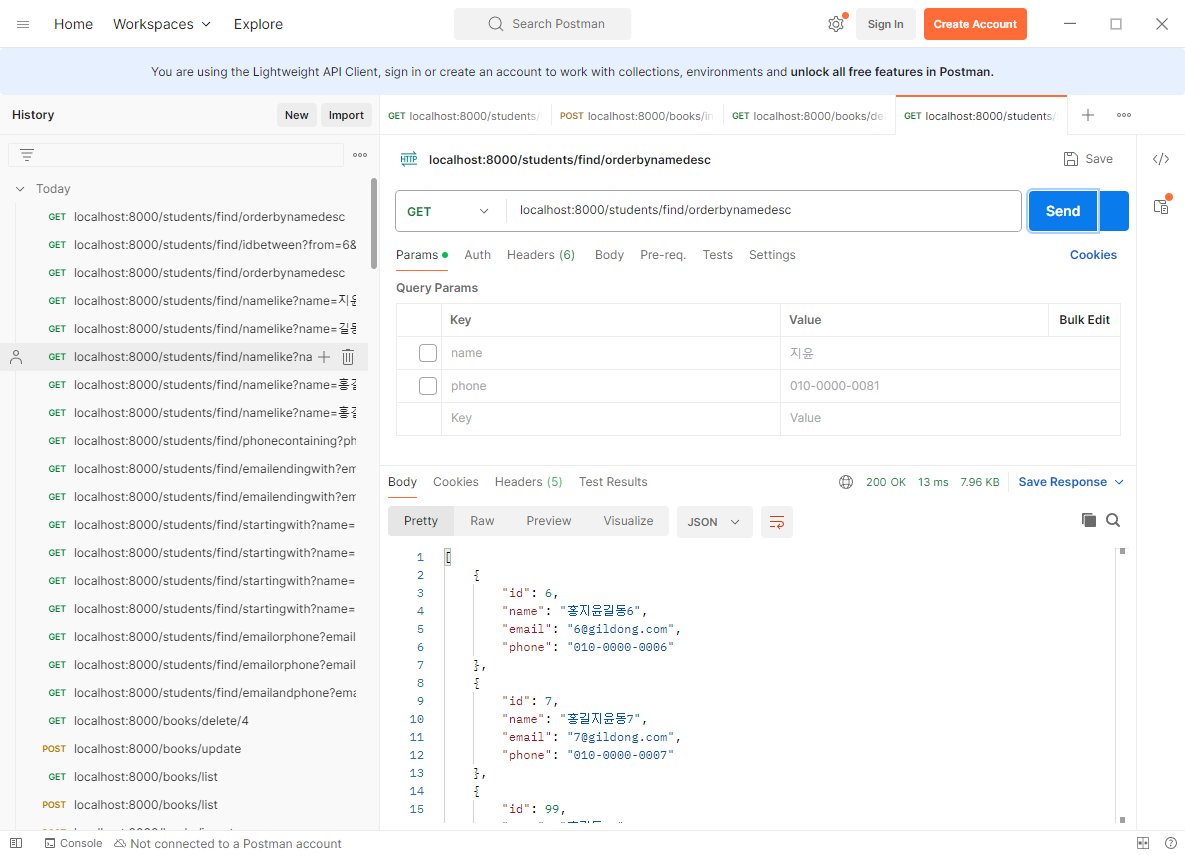 Home Workspaces Explore Search Postman Sign In Create Account
You are using the Lightweight API Client, sign in or create an account to work with collections, environments and unlock all free features in Postman.
History New Import
Today
GET localhost:8000/students/find/orderbynamedesc
GET localhost:8000/students/find/idbetween?from=6&
GET localhost:8000/students/find/orderbynamedesc
GET localhost:8000/students/find/namelike?name=지윤
GET localhost:8000/students/find/namelike?name=길동
GET localhost:8000/students/find/namelike?na
GET localhost:8000/students/find/namelike?name=홍길
GET localhost:8000/students/find/namelike?name=홍길
GET localhost:8000/students/find/phonecontaining?ph
GET localhost:8000/students/find/emailendingwith?em
GET localhost:8000/students/find/emailendingwith?em
GET localhost:8000/students/find/startingwith?name=
GET localhost:8000/students/find/startingwith?name=
GET localhost:8000/students/find/startingwith?name=
GET localhost:8000/students/find/startingwith?name=
GET localhost:8000/students/find/emailorphone?email
GET localhost:8000/students/find/emailorphone?email
GET localhost:8000/students/find/emailandphone?ema
GET localhost:8000/books/delete/4
POST localhost:8000/books/update
GET localhost:8000/books/list
POST localhost:8000/books/list
GET localhost:8000/students/ POST localhost:8000/books/in GET localhost:8000/books/de GET localhost:8000/students/
HTTP localhost:8000/students/find/orderbynamedesc Save
GET localhost:8000/students/find/orderbynamedesc Send
Params Auth Headers (6) Body Pre-req. Tests Settings Cookies
Query Params
Key Value Bulk Edit
name 지윤
phone 010-0000-0081
Key Value
Body Cookies Headers (5) Test Results 200 OK 13 ms 7.96 KB Save Response
Pretty Raw Preview Visualize JSON
1 [
2 {
3 "id": 6,
4 "name": "홍지윤길동6",
5 "email": "6@gildong.com",
6 "phone": "010-0000-0006"
7 },
8 {
9 "id": 7,
10 "name": "홍길지윤동7",
11 "email": "7@gildong.com",
12 "phone": "010-0000-0007"
13 },
14 {
15 "id": 99,
Console Not connected to a Postman account